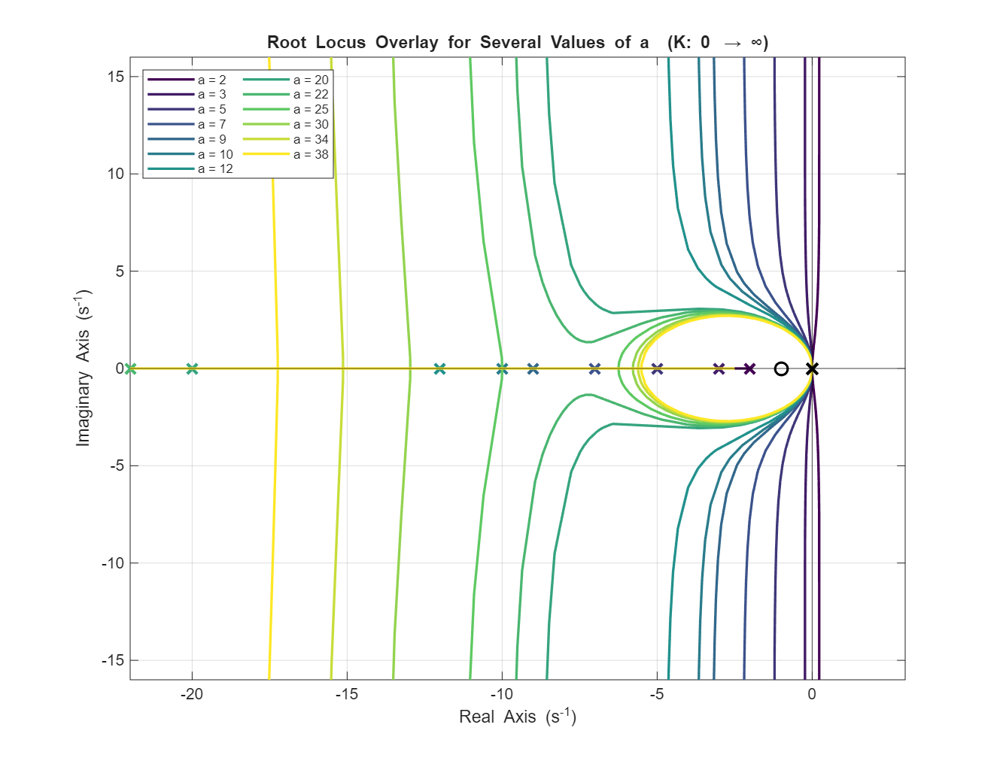 Root Locus Overlay for Several Values of a (K: 0 → ∞)
a = 2
a = 3
a = 5
a = 7
a = 9
a = 10
a = 12
a = 20
a = 22
a = 25
a = 30
a = 34
a = 38
15
10
5
0
-5
-10
-15
Imaginary Axis (s⁻¹)
-20 -15 -10 -5 0
Real Axis (s⁻¹)